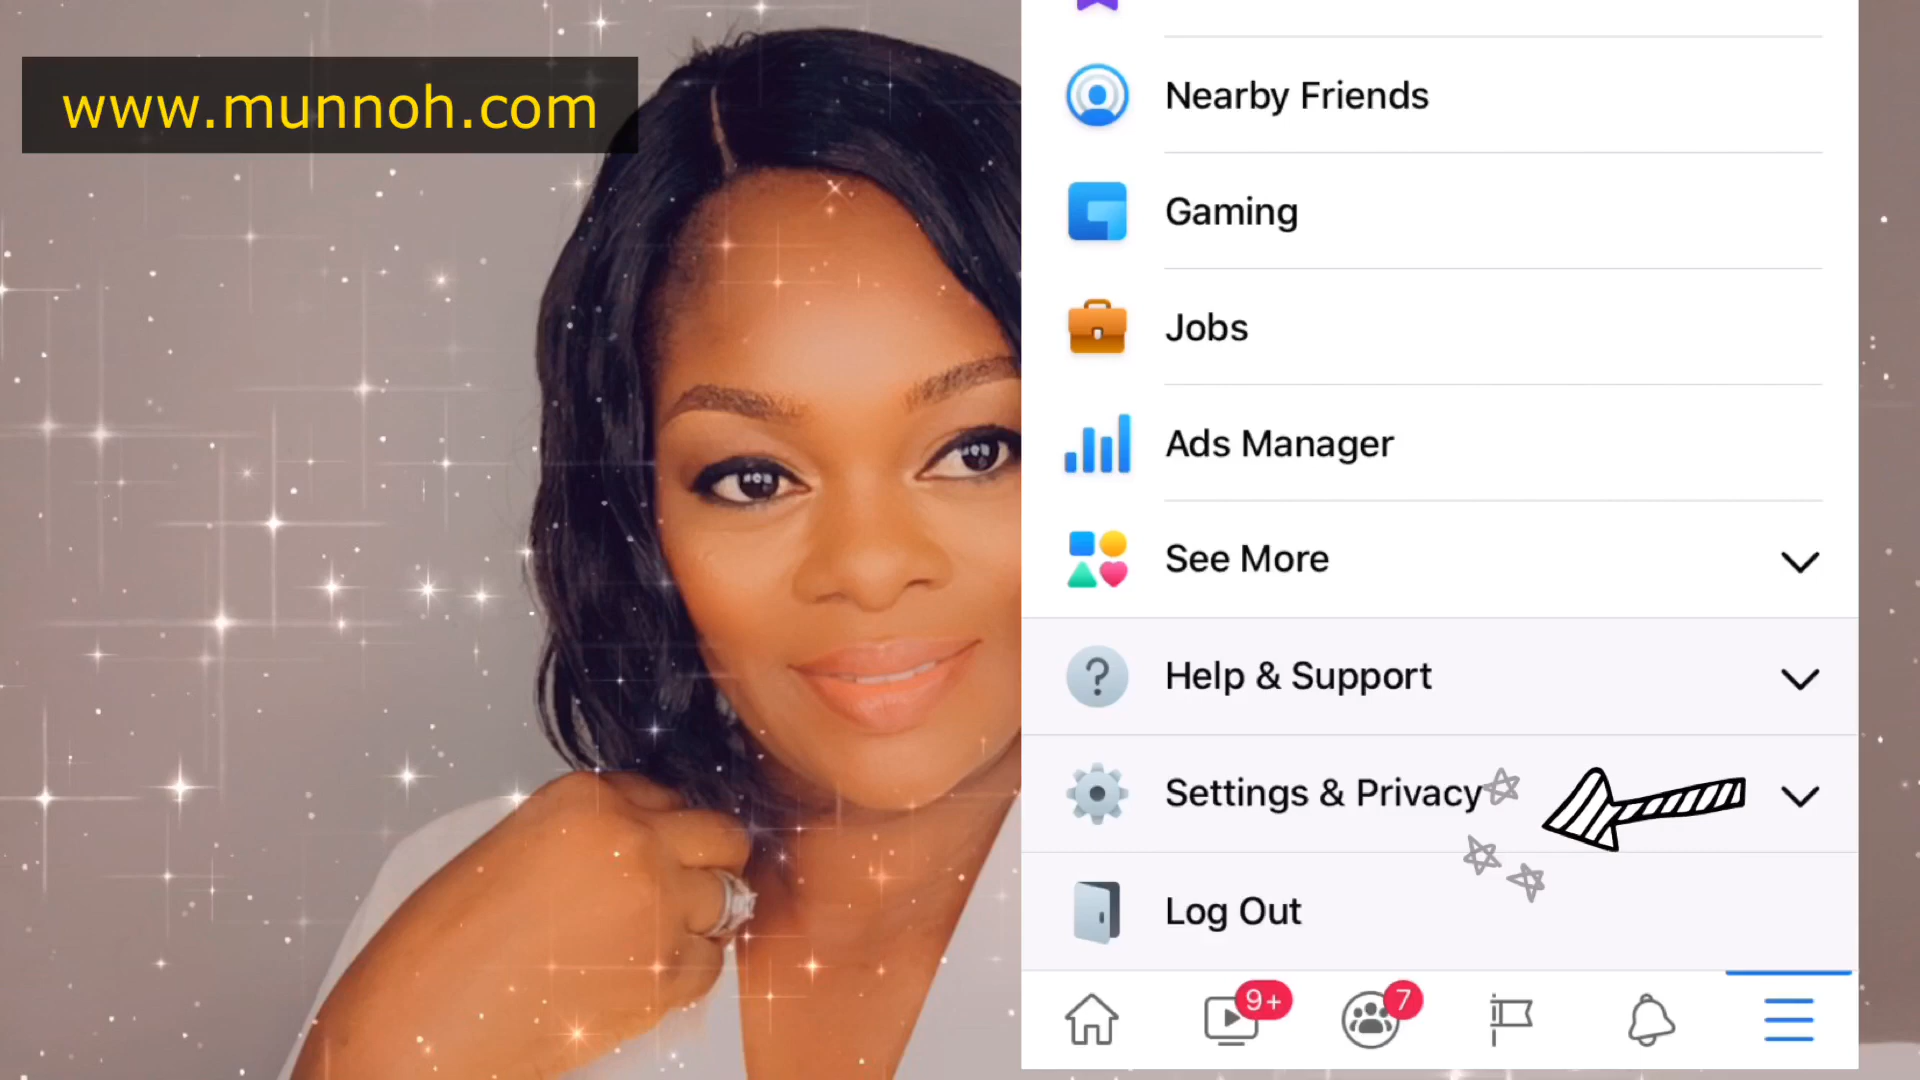 www.munnoh.com
Nearby Friends
Gaming
Jobs
Ads Manager
See More
Help & Support
Settings & Privacy
Log Out
9+
7